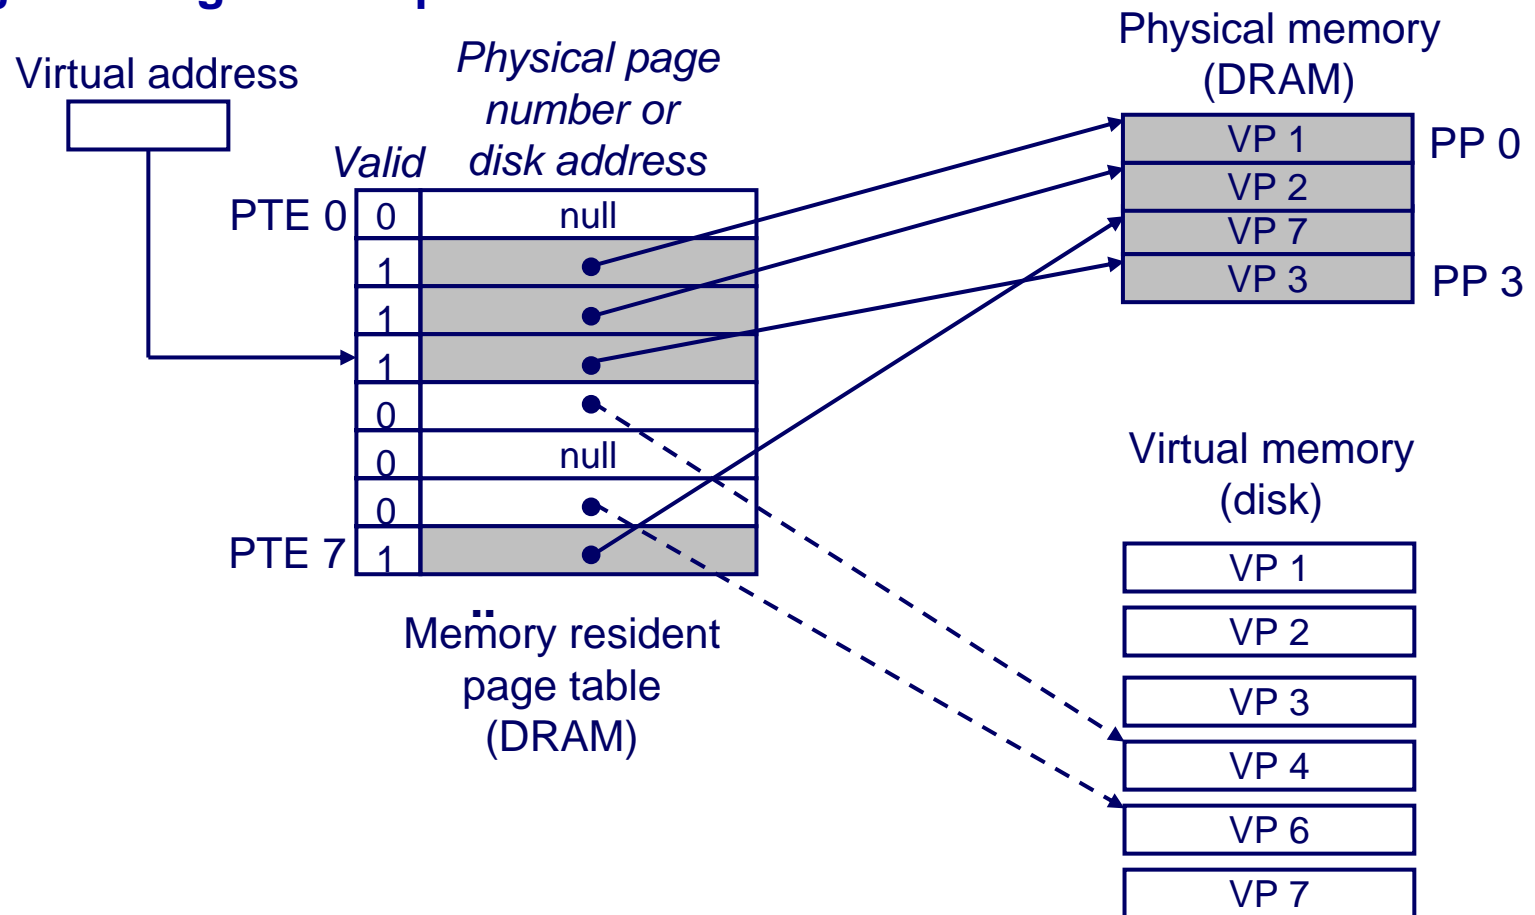 Virtual address
Physical page
number or
disk address
Valid
PTE 0
0
null
1
1
1
0
0
null
0
PTE 7
1
Memory resident
page table
(DRAM)
Physical memory
(DRAM)
VP 1
PP 0
VP 2
VP 7
VP 3
PP 3
Virtual memory
(disk)
VP 1
VP 2
VP 3
VP 4
VP 6
VP 7